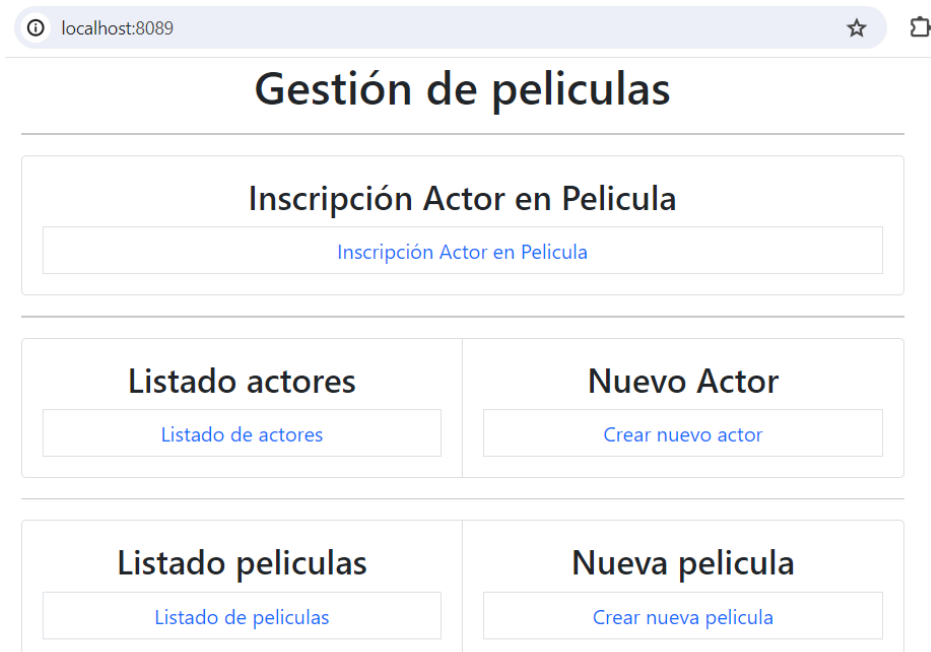 localhost:8089
Gestión de peliculas
Inscripción Actor en Pelicula
Inscripción Actor en Pelicula
Listado actores
Listado de actores
Nuevo Actor
Crear nuevo actor
Listado peliculas
Listado de peliculas
Nueva pelicula
Crear nueva pelicula